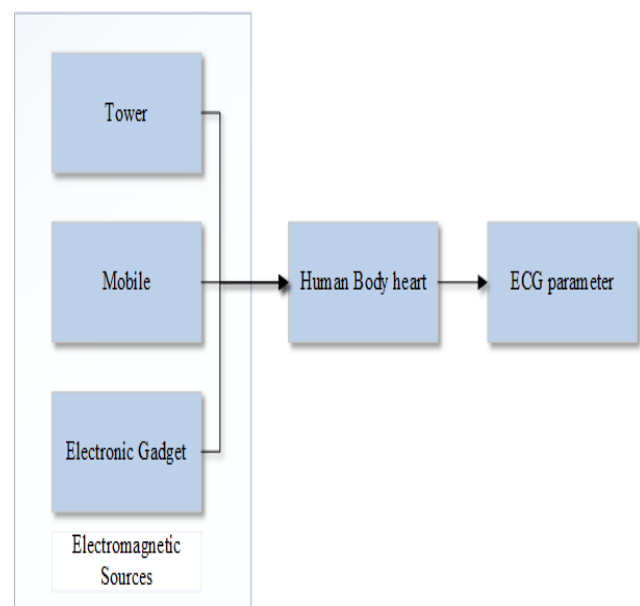 Tower
Mobile
Human Body heart
ECG parameter
Electronic Gadget
Electromagnetic
Sources